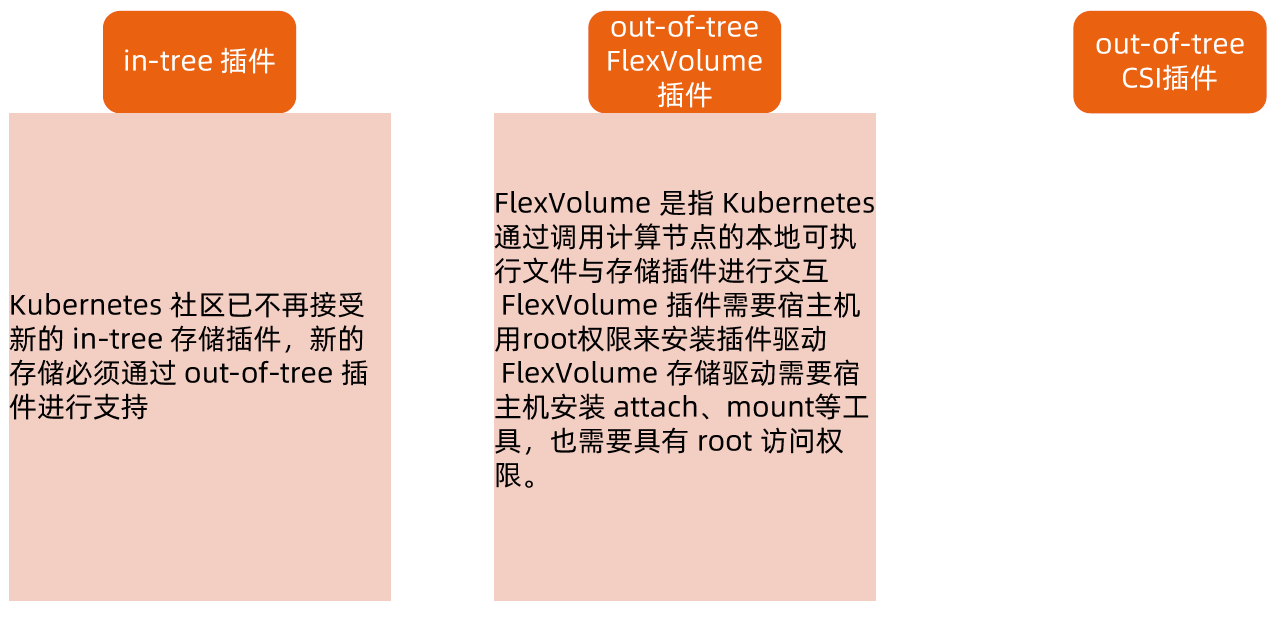 in-tree 插件
Kubernetes 社区已不再接受
新的 in-tree 存储插件，新的
存储必须通过 out-of-tree 插
件进行支持
out-of-tree
FlexVolume
插件
FlexVolume 是指 Kubernetes
通过调用计算节点的本地可执
行文件与存储插件进行交互
FlexVolume 插件需要宿主机
用root权限来安装插件驱动
FlexVolume 存储驱动需要宿
主机安装 attach、mount等工
具，也需要具有 root 访问权
限。
out-of-tree
CSI插件